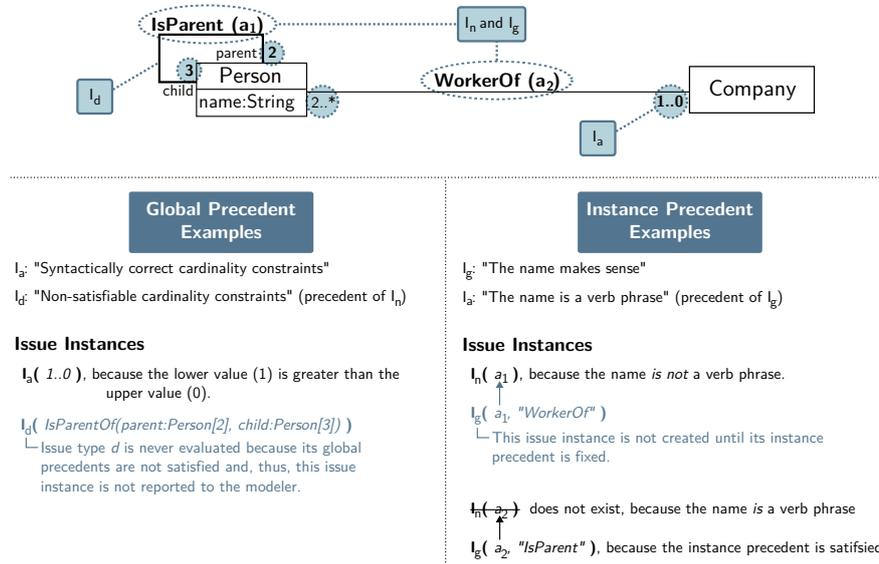 IsParent (a1)
In and Ig
parent 2
3 Person
child
WorkerOf (a2)
Id
name:String 2..*
1..0 Company
Ia
Global Precedent
Examples
Ia: "Syntactically correct cardinality constraints"
Id: "Non-satisfiable cardinality constraints" (precedent of In)
Issue Instances
Ia( 1..0 ), because the lower value (1) is greater than the
upper value (0).
Id( IsParentOf(parent:Person[2], child:Person[3]) )
Issue type d is never evaluated because its global
precedents are not satisfied and, thus, this issue
instance is not reported to the modeler.
Instance Precedent
Examples
Ig: "The name makes sense"
Ia: "The name is a verb phrase" (precedent of Ig)
Issue Instances
In( a1 ), because the name is not a verb phrase.
Ig( a1, "WorkerOf" )
This issue instance is not created until its instance
precedent is fixed.
In( a2 ) does not exist, because the name is a verb phrase
Ig( a2, "IsParent" ), because the instance precedent is satifsied